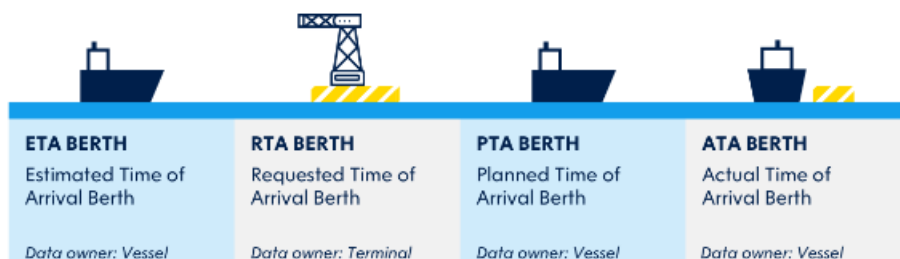 ETA BERTH
Estimated Time of
Arrival Berth
Data owner: Vessel
RTA BERTH
Requested Time of
Arrival Berth
Data owner: Terminal
PTA BERTH
Planned Time of
Arrival Berth
Data owner: Vessel
ATA BERTH
Actual Time of
Arrival Berth
Data owner: Vessel